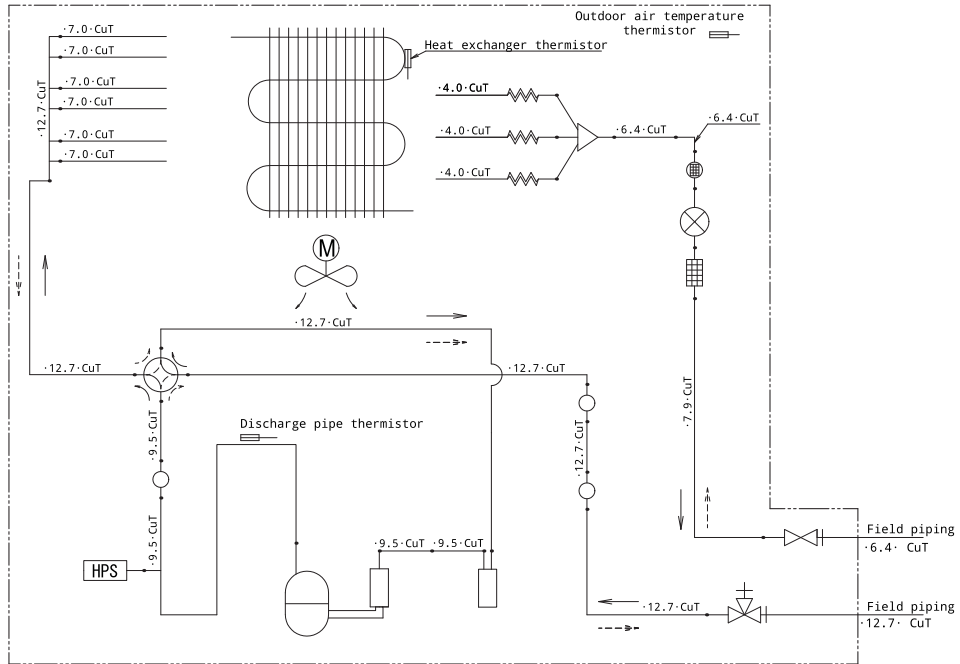 Outdoor air temperature
thermistor
·7.0·CuT
·7.0·CuT
·7.0·CuT
·7.0·CuT
·7.0·CuT
·7.0·CuT
·12.7·CuT
Heat exchanger thermistor
·4.0·CuT
·4.0·CuT
·4.0·CuT
·6.4·CuT
·6.4·CuT
M
·12.7·CuT
·12.7·CuT
·12.7·CuT
·7.9·CuT
·9.5·CuT
Discharge pipe thermistor
·12.7·CuT
·9.5·CuT
·9.5·CuT ·9.5·CuT
HPS
Field piping
·6.4· CuT
·12.7·CuT
Field piping
·12.7· CuT